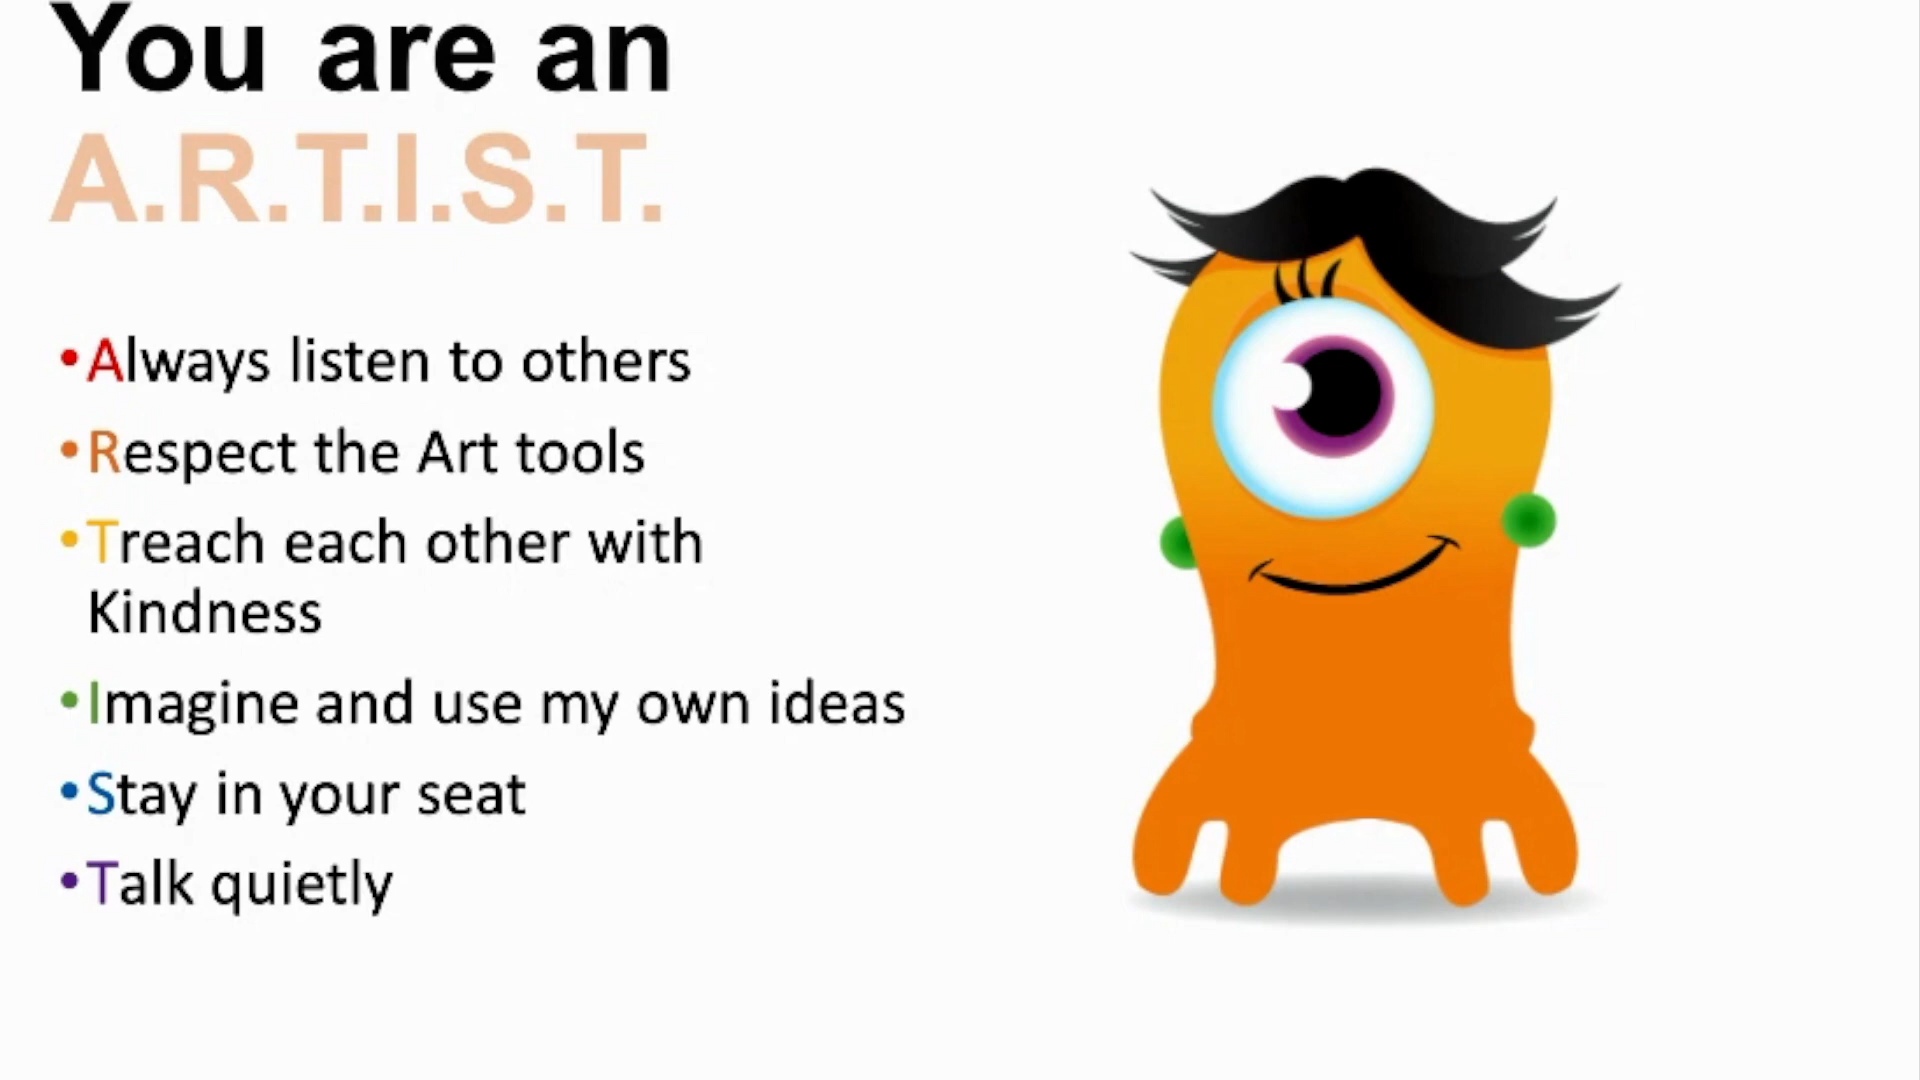 You are an
A.R.T.I.S.T.
•Always listen to others
•Respect the Art tools
•Treach each other with
Kindness
•Imagine and use my own ideas
•Stay in your seat
•Talk quietly